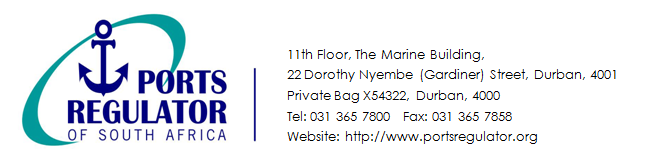 PORTS
REGULATOR
OF SOUTH AFRICA
11th Floor, The Marine Building,
22 Dorothy Nyembe (Gardiner) Street, Durban, 4001
Private Bag X54322, Durban, 4000
Tel: 031 365 7800 Fax: 031 365 7858
Website: http://www.portsregulator.org